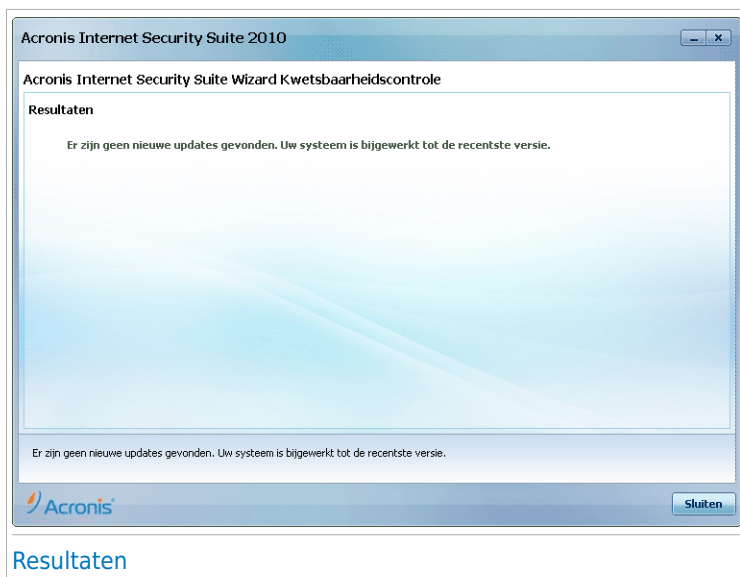 Acronis Internet Security Suite 2010
Acronis Internet Security Suite Wizard Kwetsbaarheidscontrole
Resultaten
Er zijn geen nieuwe updates gevonden. Uw systeem is bijgewerkt tot de recentste versie.
Er zijn geen nieuwe updates gevonden. Uw systeem is bijgewerkt tot de recentste versie.
Acronis
Sluiten
Resultaten